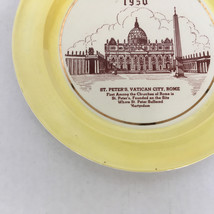 1950
ST. PETER'S, VATICAN CITY, ROME
First Among the Churches of Rome is
St. Peter's, Founded on the Site
Where St. Peter Suffered
Martyrdom